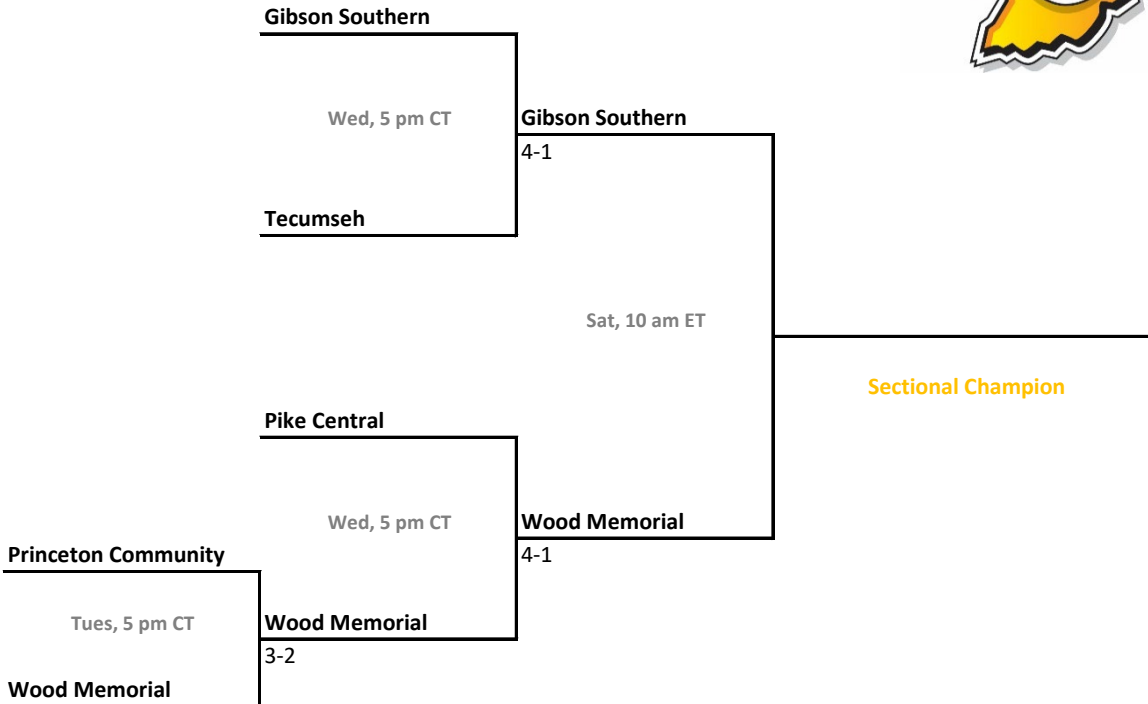 Gibson Southern
Wed, 5 pm CT
Gibson Southern
4-1
Tecumseh
Sat, 10 am ET
Sectional Champion
Pike Central
Wed, 5 pm CT
Wood Memorial
4-1
Princeton Community
Tues, 5 pm CT
Wood Memorial
3-2
Wood Memorial